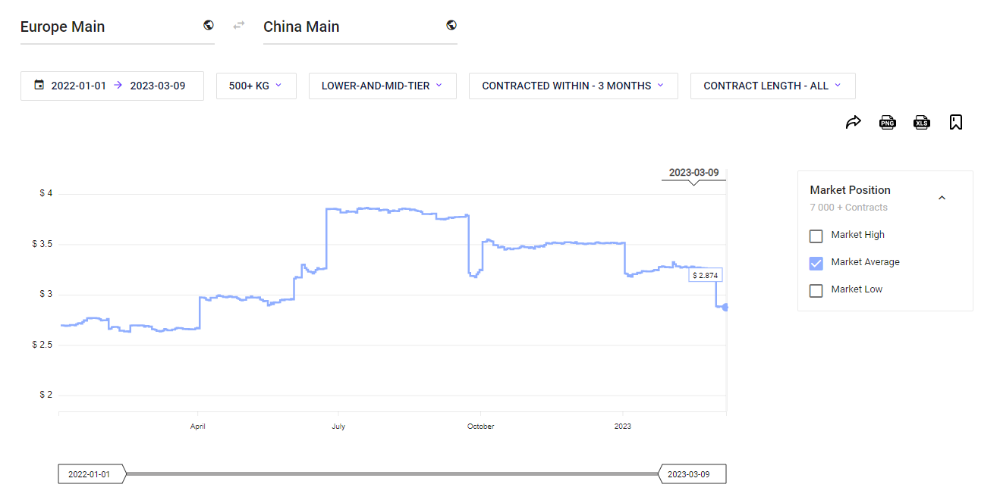 Europe Main China Main
2022-01-01 2023-03-09 500+ KG LOWER-AND-MID-TIER CONTRACTED WITHIN - 3 MONTHS CONTRACT LENGTH - ALL
PNG XLS
2023-03-09
$ 4
$ 3.5
$ 3
$ 2.5
$ 2
$ 2.874
April July October 2023
2022-01-01 2023-03-09
Market Position
7 000 + Contracts
Market High
Market Average
Market Low